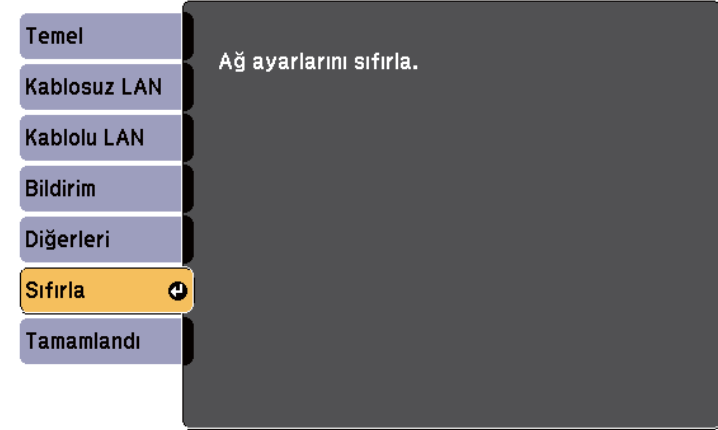 Temel
Kablosuz LAN
Kablolu LAN
Bildirim
Diğerleri
Sıfırla
Tamamlandı
Ağ ayarlarını sıfırla.